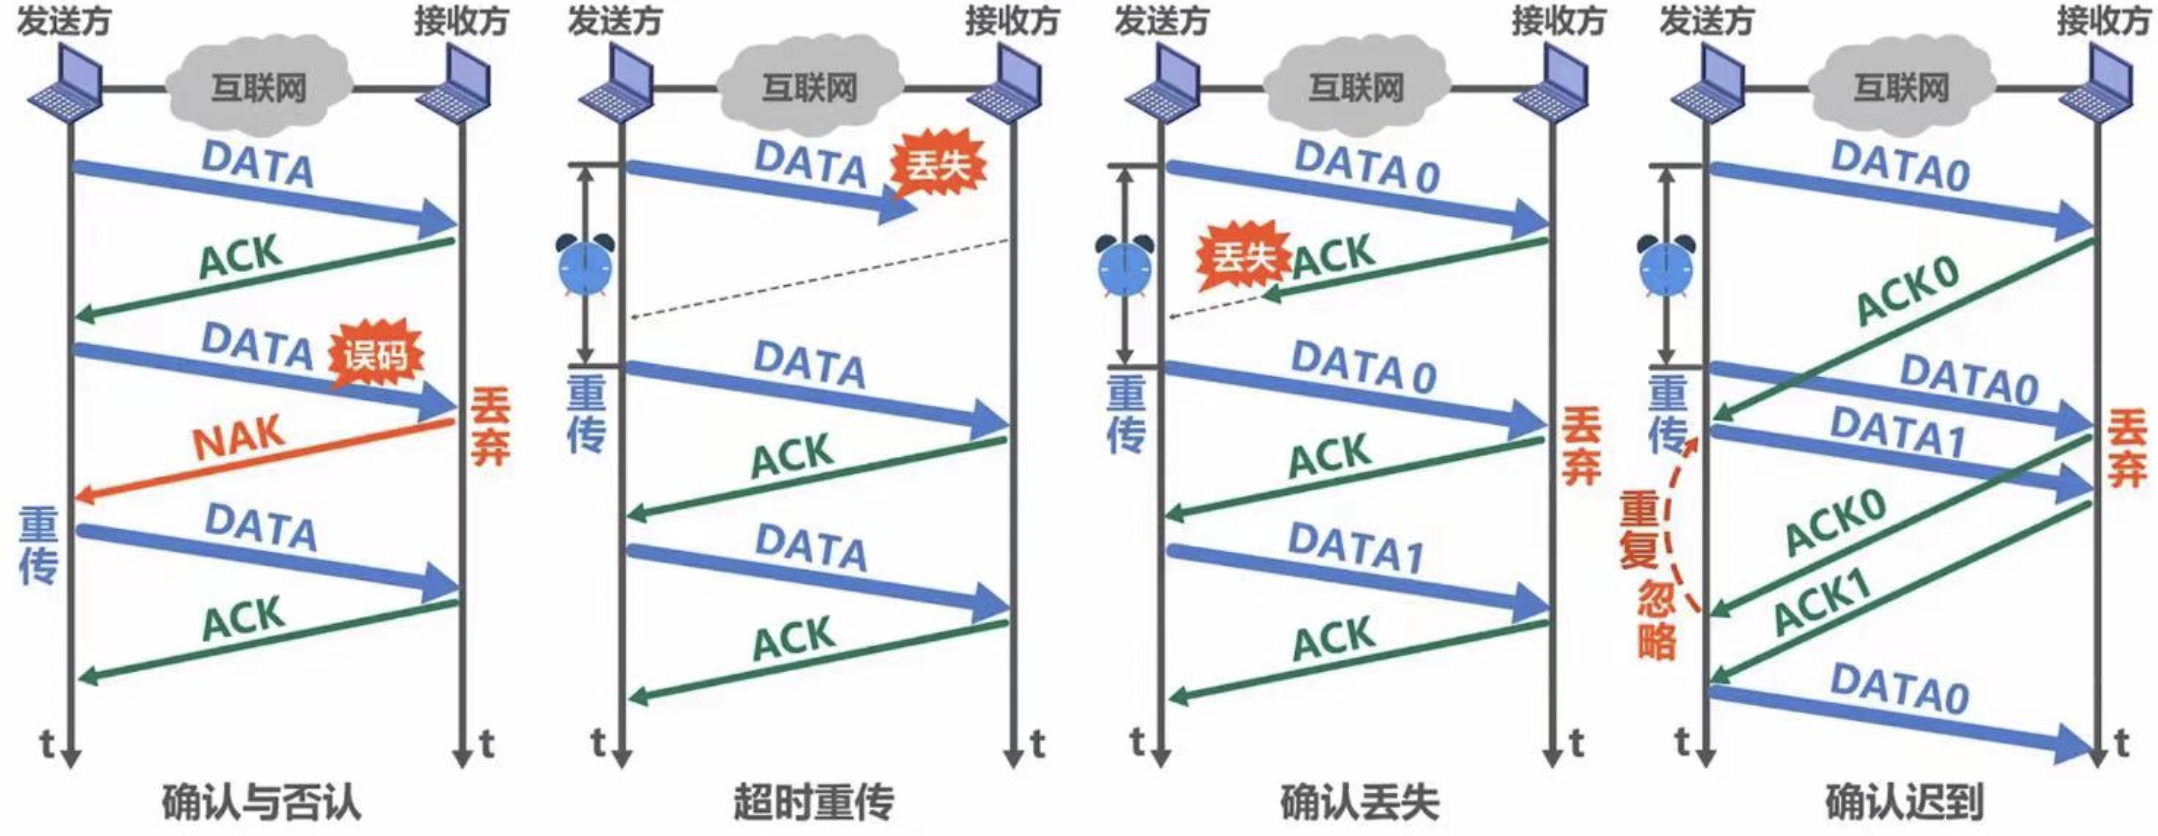 发送方
接收方
互联网
DATA
ACK
DATA
误码
NAK
丢弃
重传
DATA
ACK
t
t
确认与否认
发送方
接收方
互联网
DATA
丢失
重传
DATA
ACK
DATA
ACK
t
t
超时重传
发送方
接收方
互联网
DATA 0
丢失
ACK
重传
DATA 0
丢弃
ACK
DATA1
ACK
t
t
确认丢失
发送方
接收方
互联网
DATA0
ACK0
重传
DATA0
DATA1
丢弃
重复
忽略
ACK0
ACK1
DATA0
t
t
确认迟到